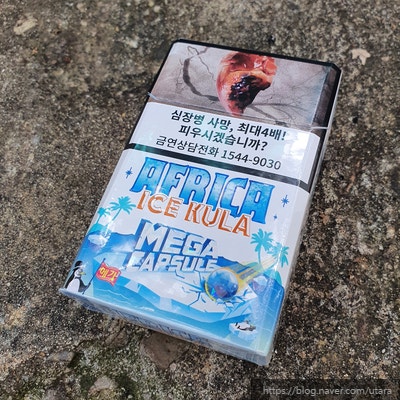 심장병 사망, 최대4배!
피우시겠습니까?
금연상담전화 1544-9030
AFRICA
ICE KULA
MEGA
CAPSULE
https://blog.naver.com/utara